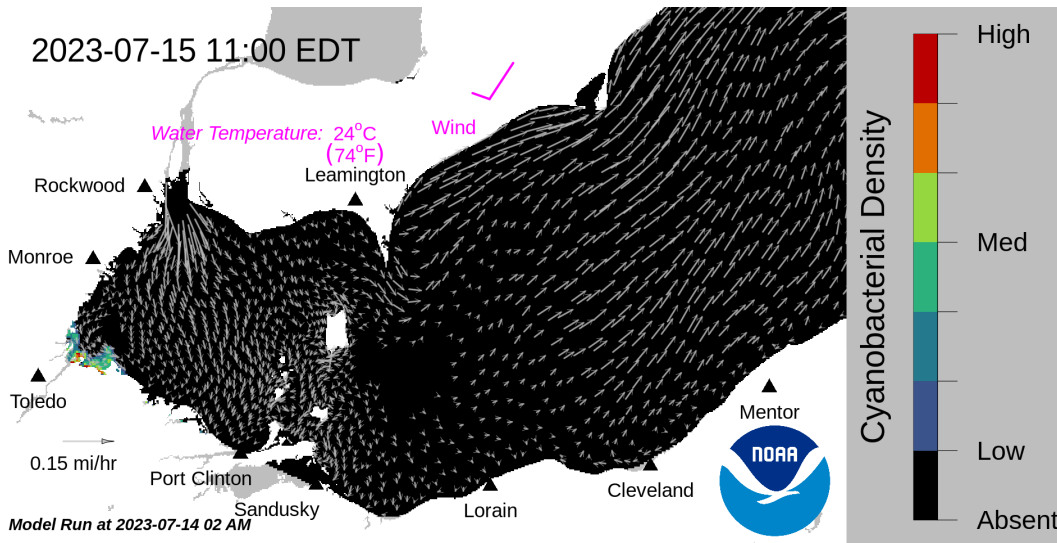 2023-07-15 11:00 EDT
High
Wind
Water Temperature: 24°C
(74°F)
Leamington
Rockwood
Monroe
Med
Cyanobacterial Density
Toledo
Mentor
0.15 mi/hr
NOAA
Low
Port Clinton
Cleveland
Sandusky
Lorain
Model Run at 2023-07-14 02 AM
Absent